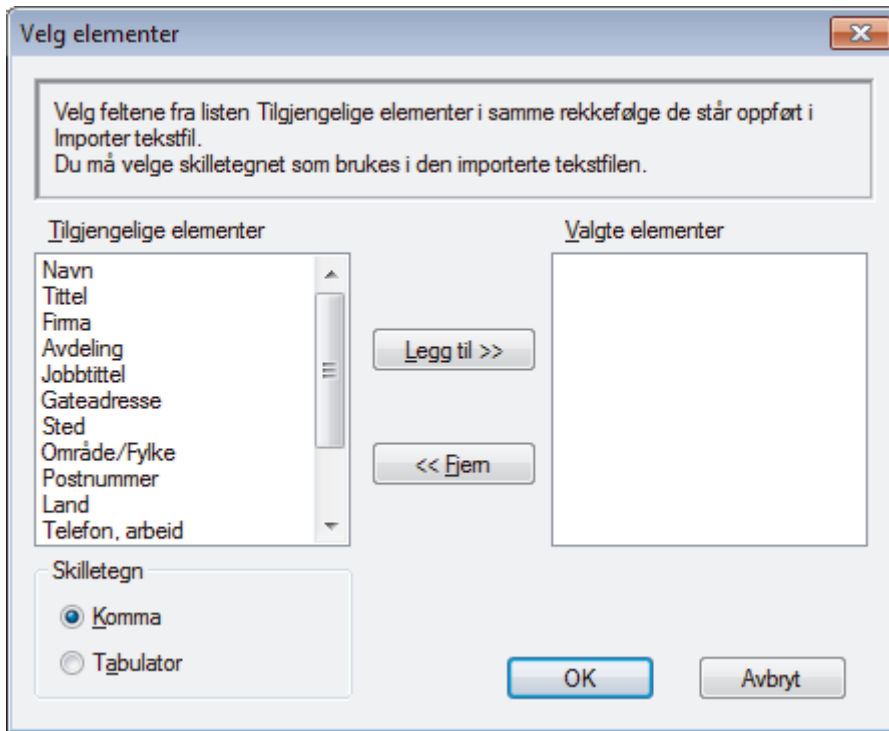 Velg elementer
Velg feltene fra listen Tilgjengelige elementer i samme rekkefølge de står oppført i
Importer tekstfil.
Du må velge skilletegnet som brukes i den importerte tekstfilen.
Tilgjengelige elementer
Valgte elementer
Navn
Tittel
Firma
Avdeling
Jobbtittel
Gateadresse
Sted
Område/Fylke
Postnummer
Land
Telefon, arbeid
Legg til >>
<< Fjern
Skilletegn
Komma
Tabulator
OK
Avbryt